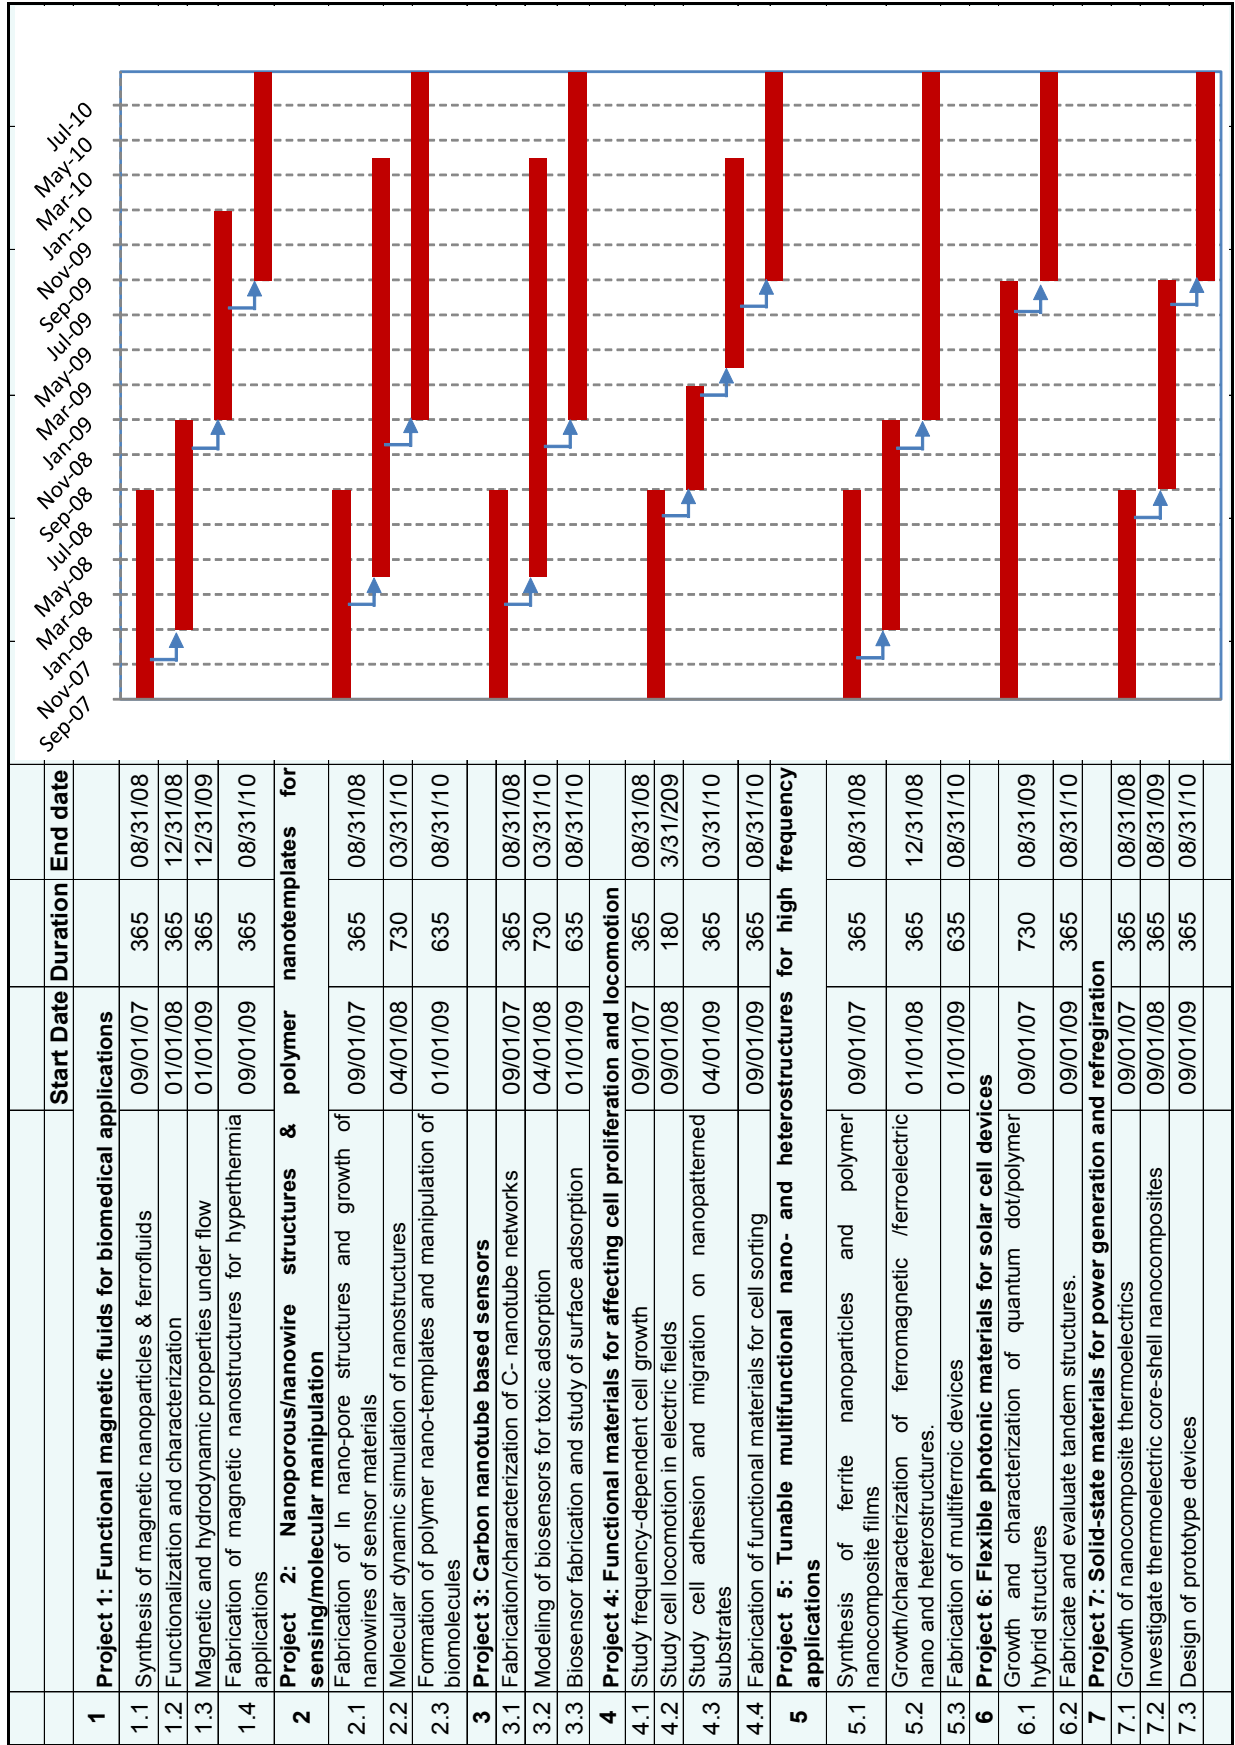 Start Date Duration End date
1 Project 1: Functional magnetic fluids for biomedical applications
1.1 Synthesis of magnetic nanoparticles & ferrofluids 09/01/07 365 08/31/08
1.2 Functionalization and characterization 01/01/08 365 12/31/08
1.3 Magnetic and hydrodynamic properties under flow 01/01/09 365 12/31/09
1.4 Fabrication of magnetic nanostructures for hyperthermia 09/01/09 365 08/31/10
applications
2 Project 2: Nanoporous/nanowire structures & polymer nanotemplates for
sensing/molecular manipulation
2.1 Fabrication of In nano-pore structures and growth of 09/01/07 365 08/31/08
nanowires of sensor materials
2.2 Molecular dynamic simulation of nanostructures 04/01/08 730 03/31/10
2.3 Formation of polymer nano-templates and manipulation of 01/01/09 635 08/31/10
biomolecules
3 Project 3: Carbon nanotube based sensors
3.1 Fabrication/characterization of C- nanotube networks 09/01/07 365 08/31/08
3.2 Modeling of biosensors for toxic adsorption 04/01/08 730 03/31/10
3.3 Biosensor fabrication and study of surface adsorption 01/01/09 635 08/31/10
4 Project 4: Functional materials for affecting cell proliferation and locomotion
4.1 Study frequency-dependent cell growth 09/01/07 365 08/31/08
4.2 Study cell locomotion in electric fields 09/01/08 180 3/31/209
4.3 Study cell adhesion and migration on nanopatterned 04/01/09 365 03/31/10
substrates
4.4 Fabrication of functional materials for cell sorting 09/01/09 365 08/31/10
5 Project 5: Tunable multifunctional nano- and heterostructures for high frequency
applications
5.1 Synthesis of ferrite nanoparticles and polymer 09/01/07 365 08/31/08
nanocomposite films
5.2 Growth/characterization of ferromagnetic /ferroelectric 01/01/08 365 12/31/08
nano and heterostructures.
5.3 Fabrication of multiferroic devices 01/01/09 635 08/31/10
6 Project 6: Flexible photonic materials for solar cell devices
6.1 Growth and characterization of quantum dot/polymer 09/01/07 730 08/31/09
hybrid structures
6.2 Fabricate and evaluate tandem structures. 09/01/09 365 08/31/10
7 Project 7: Solid-state materials for power generation and refregiration
7.1 Growth of nanocomposite thermoelectrics 09/01/07 365 08/31/08
7.2 Investigate thermoelectric core-shell nanocomposites 09/01/08 365 08/31/09
7.3 Design of prototype devices 09/01/09 365 08/31/10
Sep-07
Nov-07
Jan-08
Mar-08
May-08
Jul-08
Sep-08
Nov-08
Jan-09
Mar-09
May-09
Jul-09
Sep-09
Nov-09
Jan-10
Mar-10
May-10
Jul-10